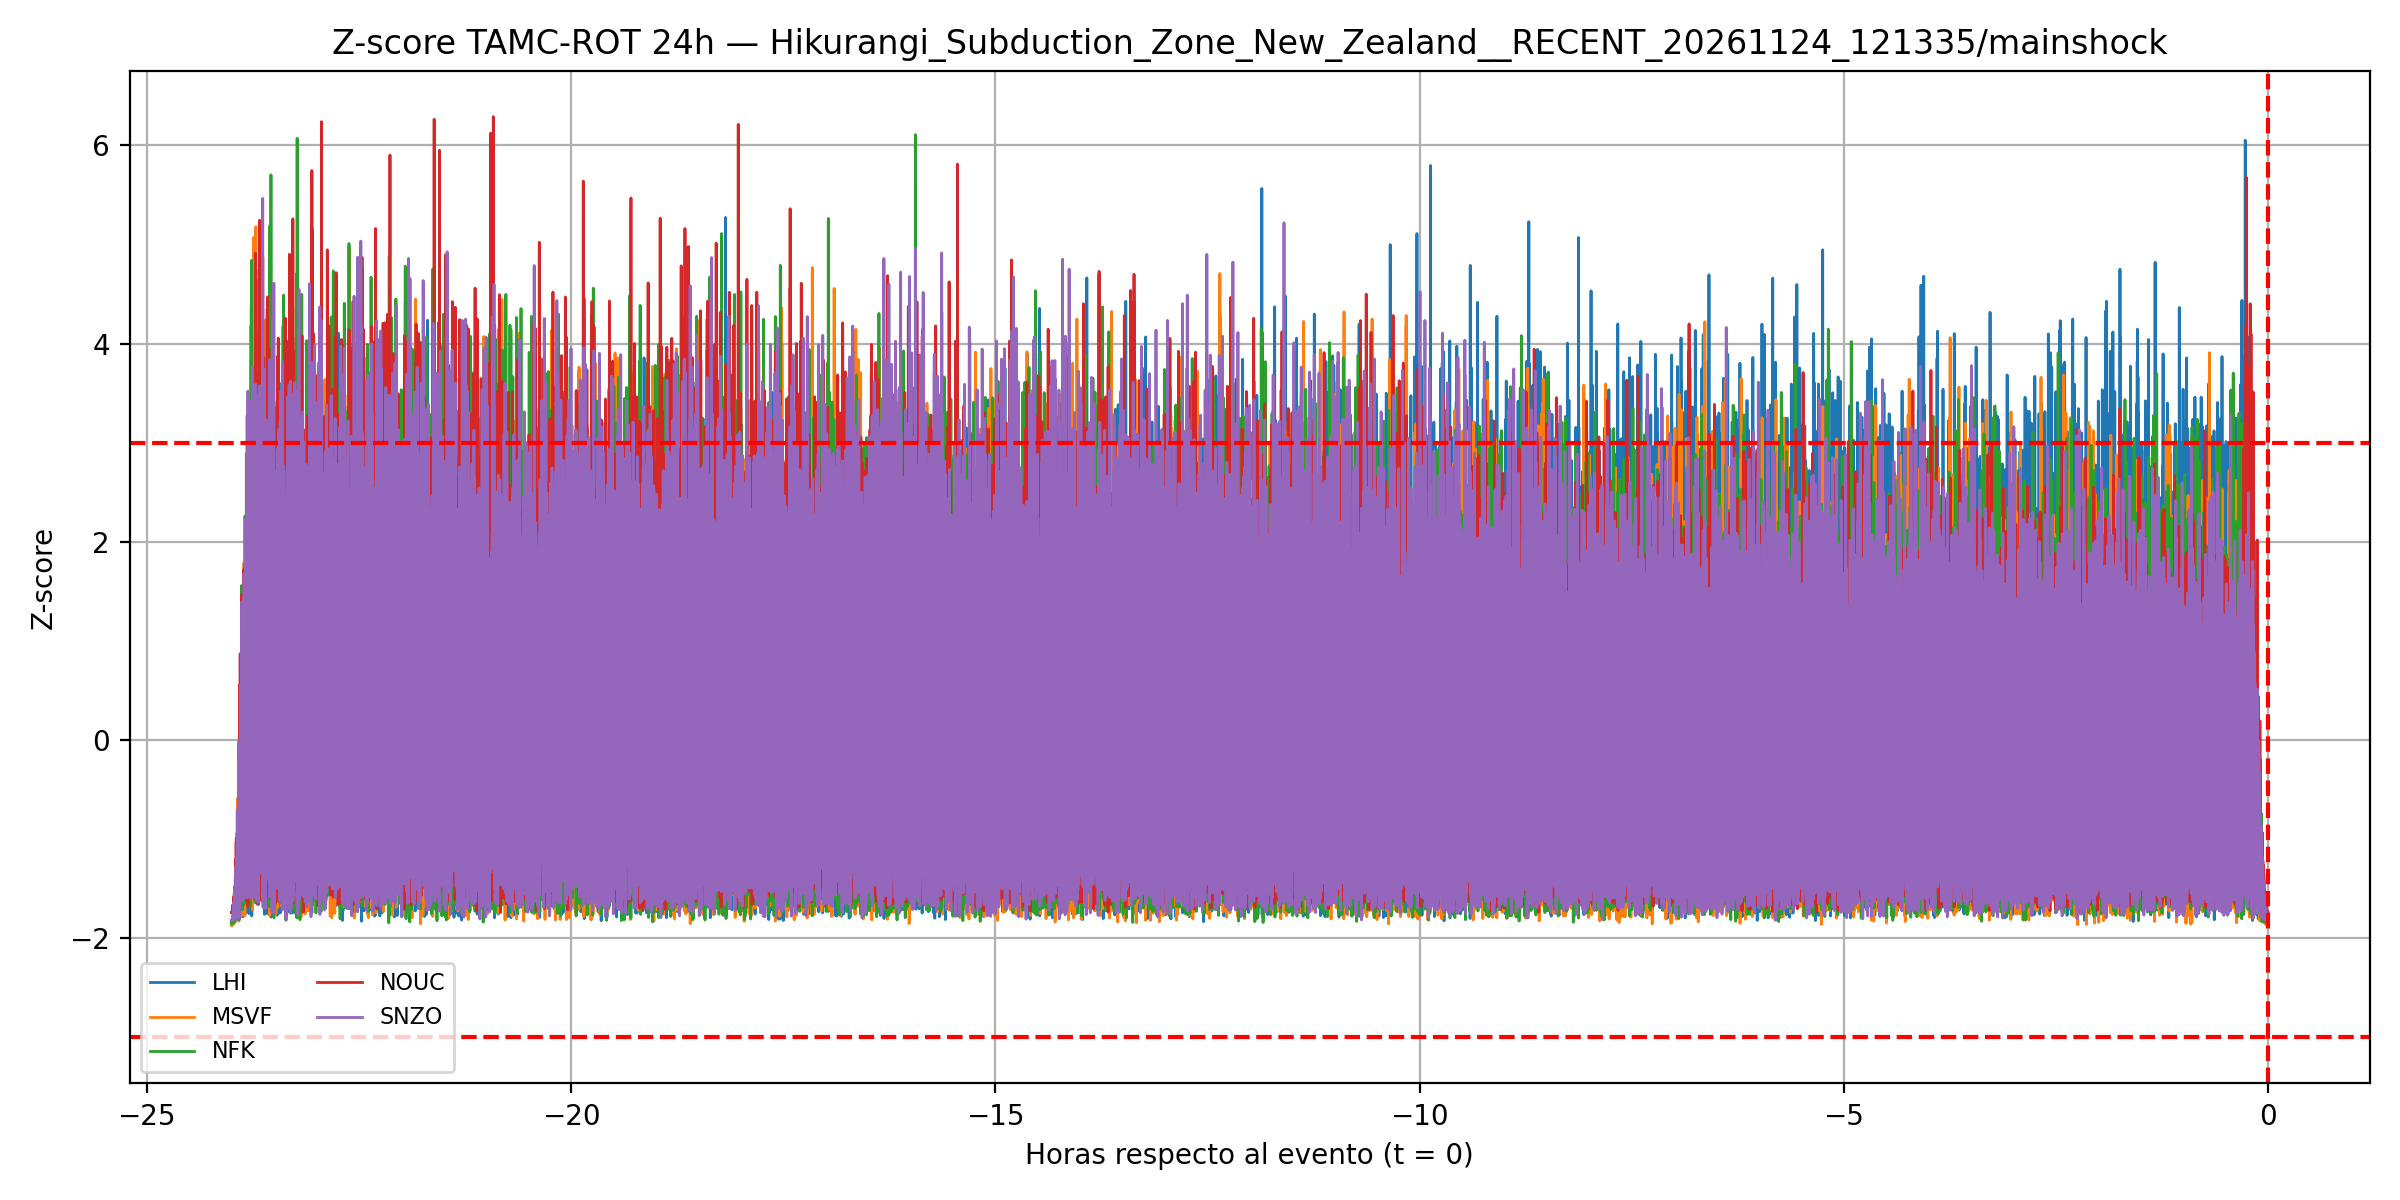 Z-score TAMC-ROT 24h — Hikurangi_Subduction_Zone_New_Zealand__RECENT_20261124_121335/mainshock
6
4
2
0
−2
Z-score
LHI
MSVF
NFK
NOUC
SNZO
−25
−20
−15
−10
−5
0
Horas respecto al evento (t = 0)